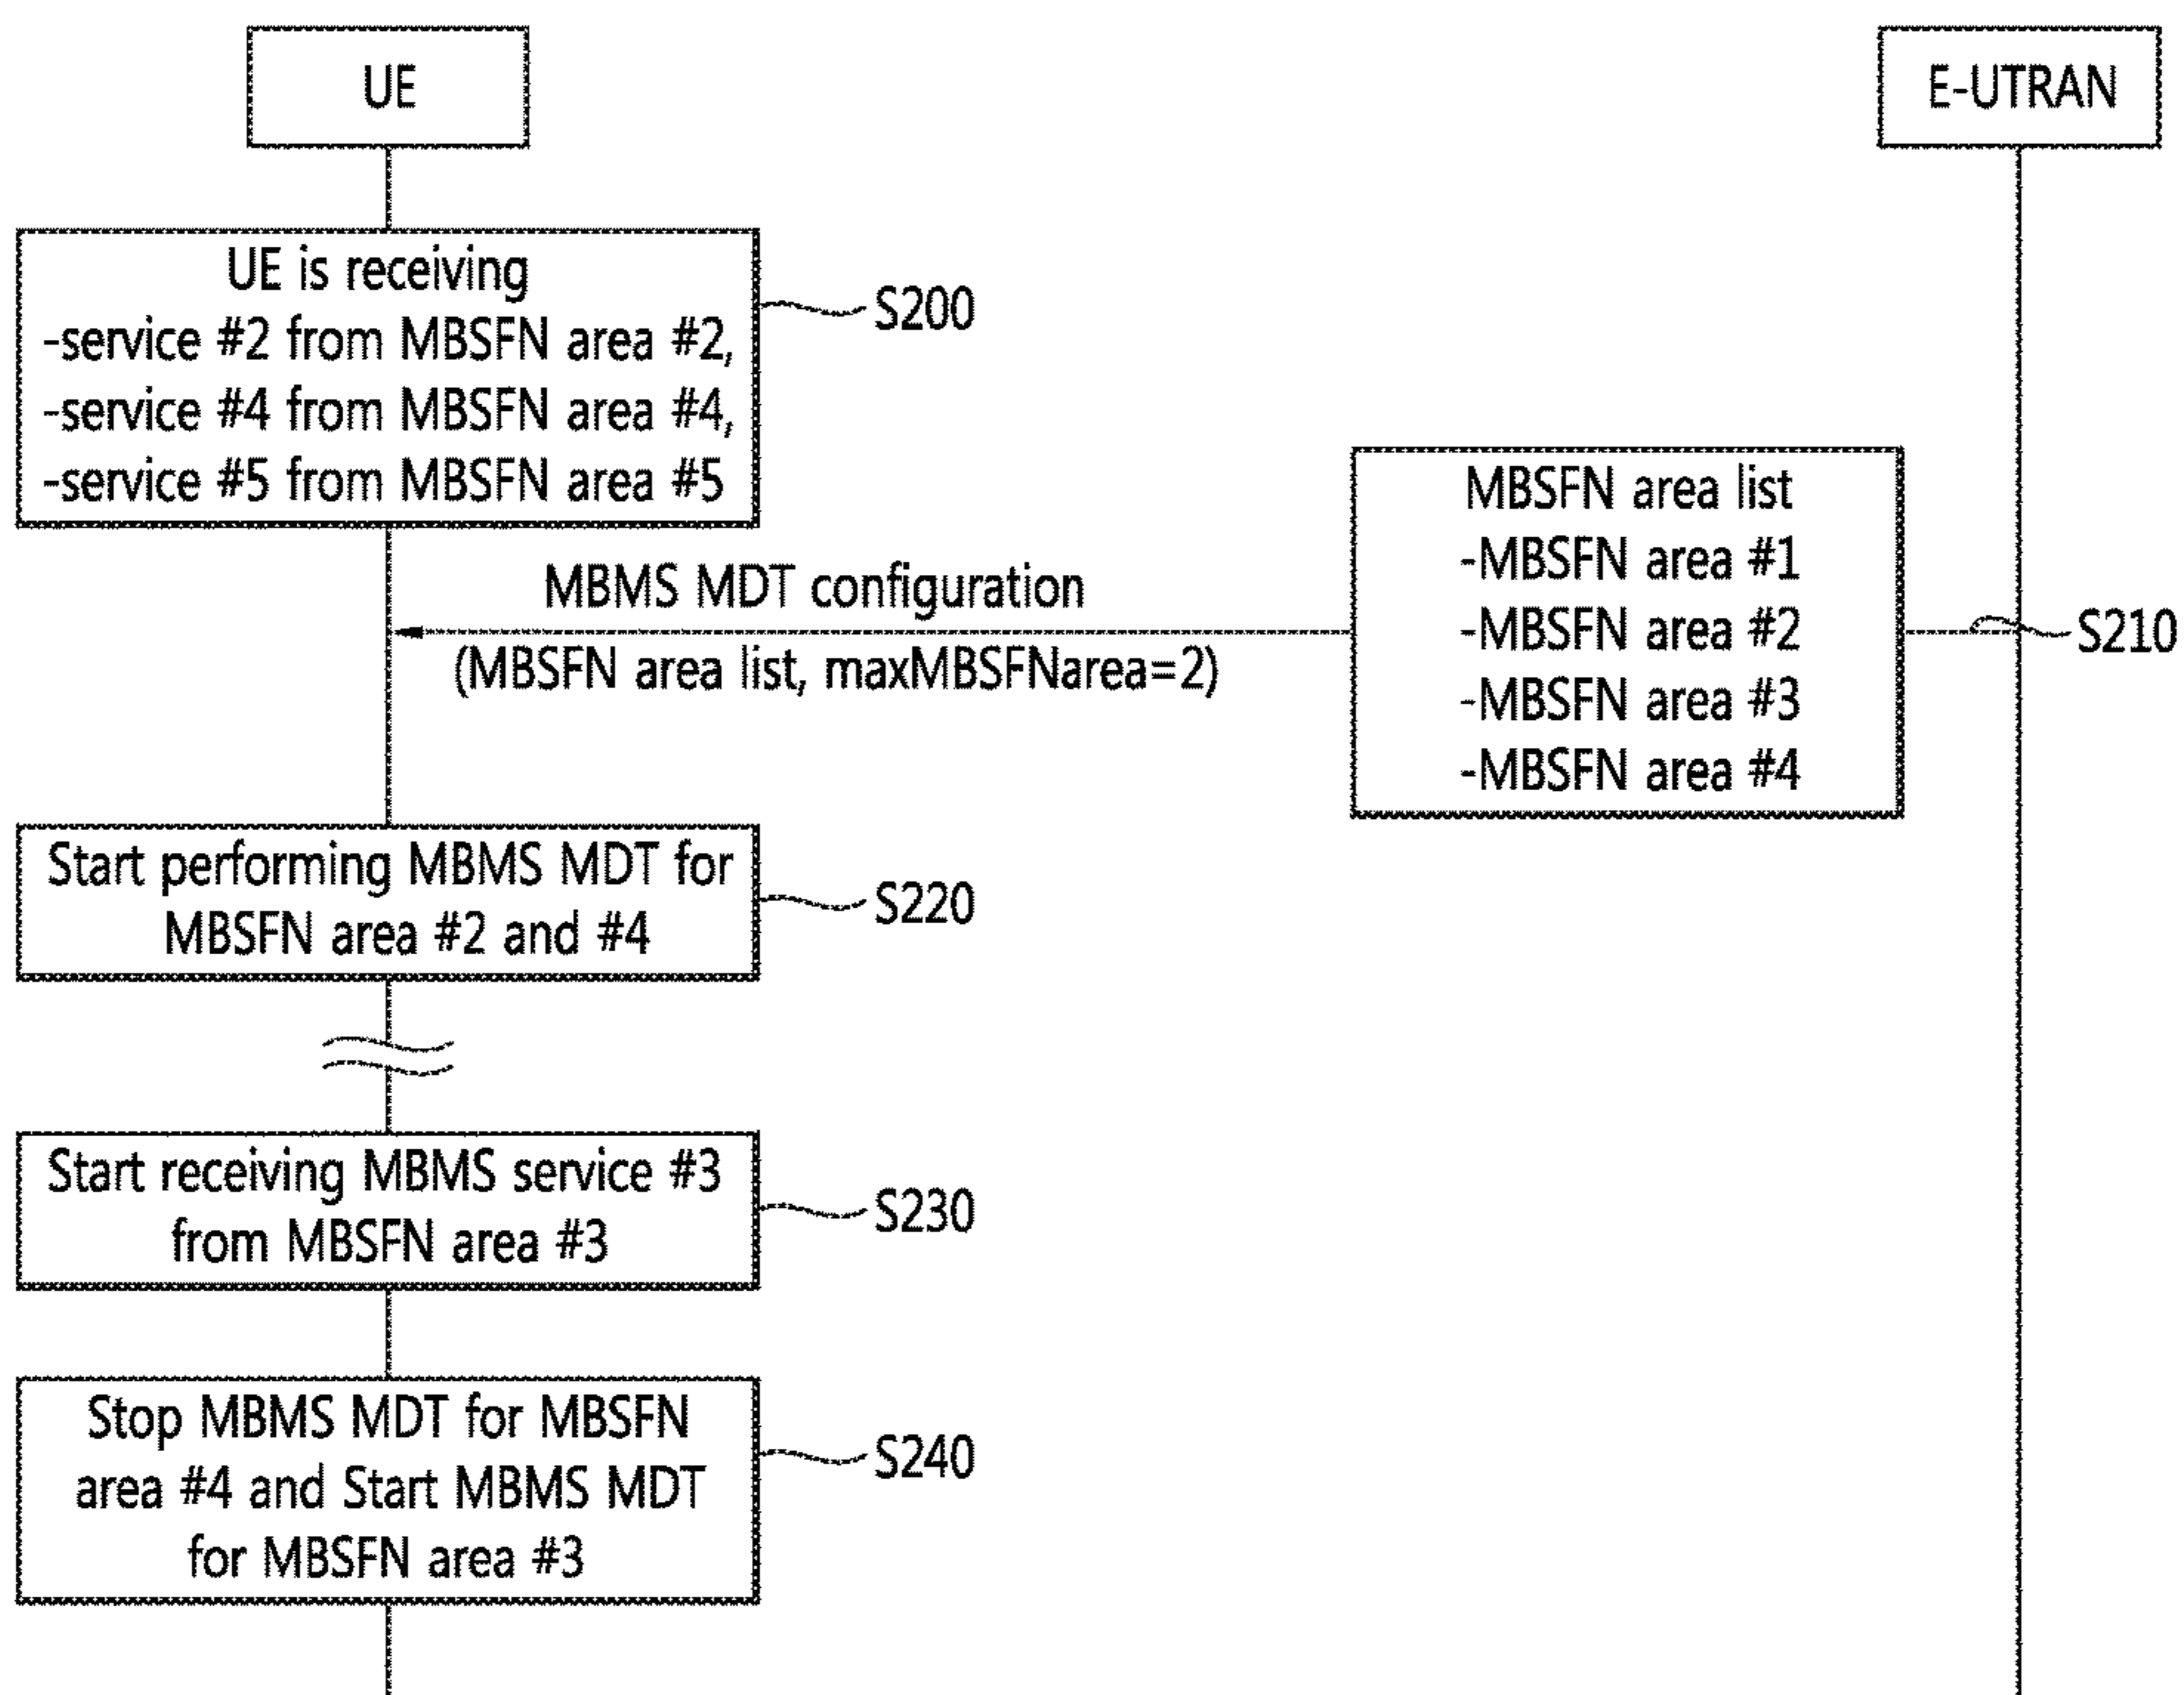 UE
E-UTRAN
UE is receiving
-service #2 from MBSFN area #2,
-service #4 from MBSFN area #4,
-service #5 from MBSFN area #5
S200
MBSFN area list
-MBSFN area #1
-MBSFN area #2
-MBSFN area #3
-MBSFN area #4
MBMS MDT configuration
(MBSFN area list, maxMBSFNarea=2)
S210
Start performing MBMS MDT for
MBSFN area #2 and #4
S220
Start receiving MBMS service #3
from MBSFN area #3
S230
Stop MBMS MDT for MBSFN
area #4 and Start MBMS MDT
for MBSFN area #3
S240